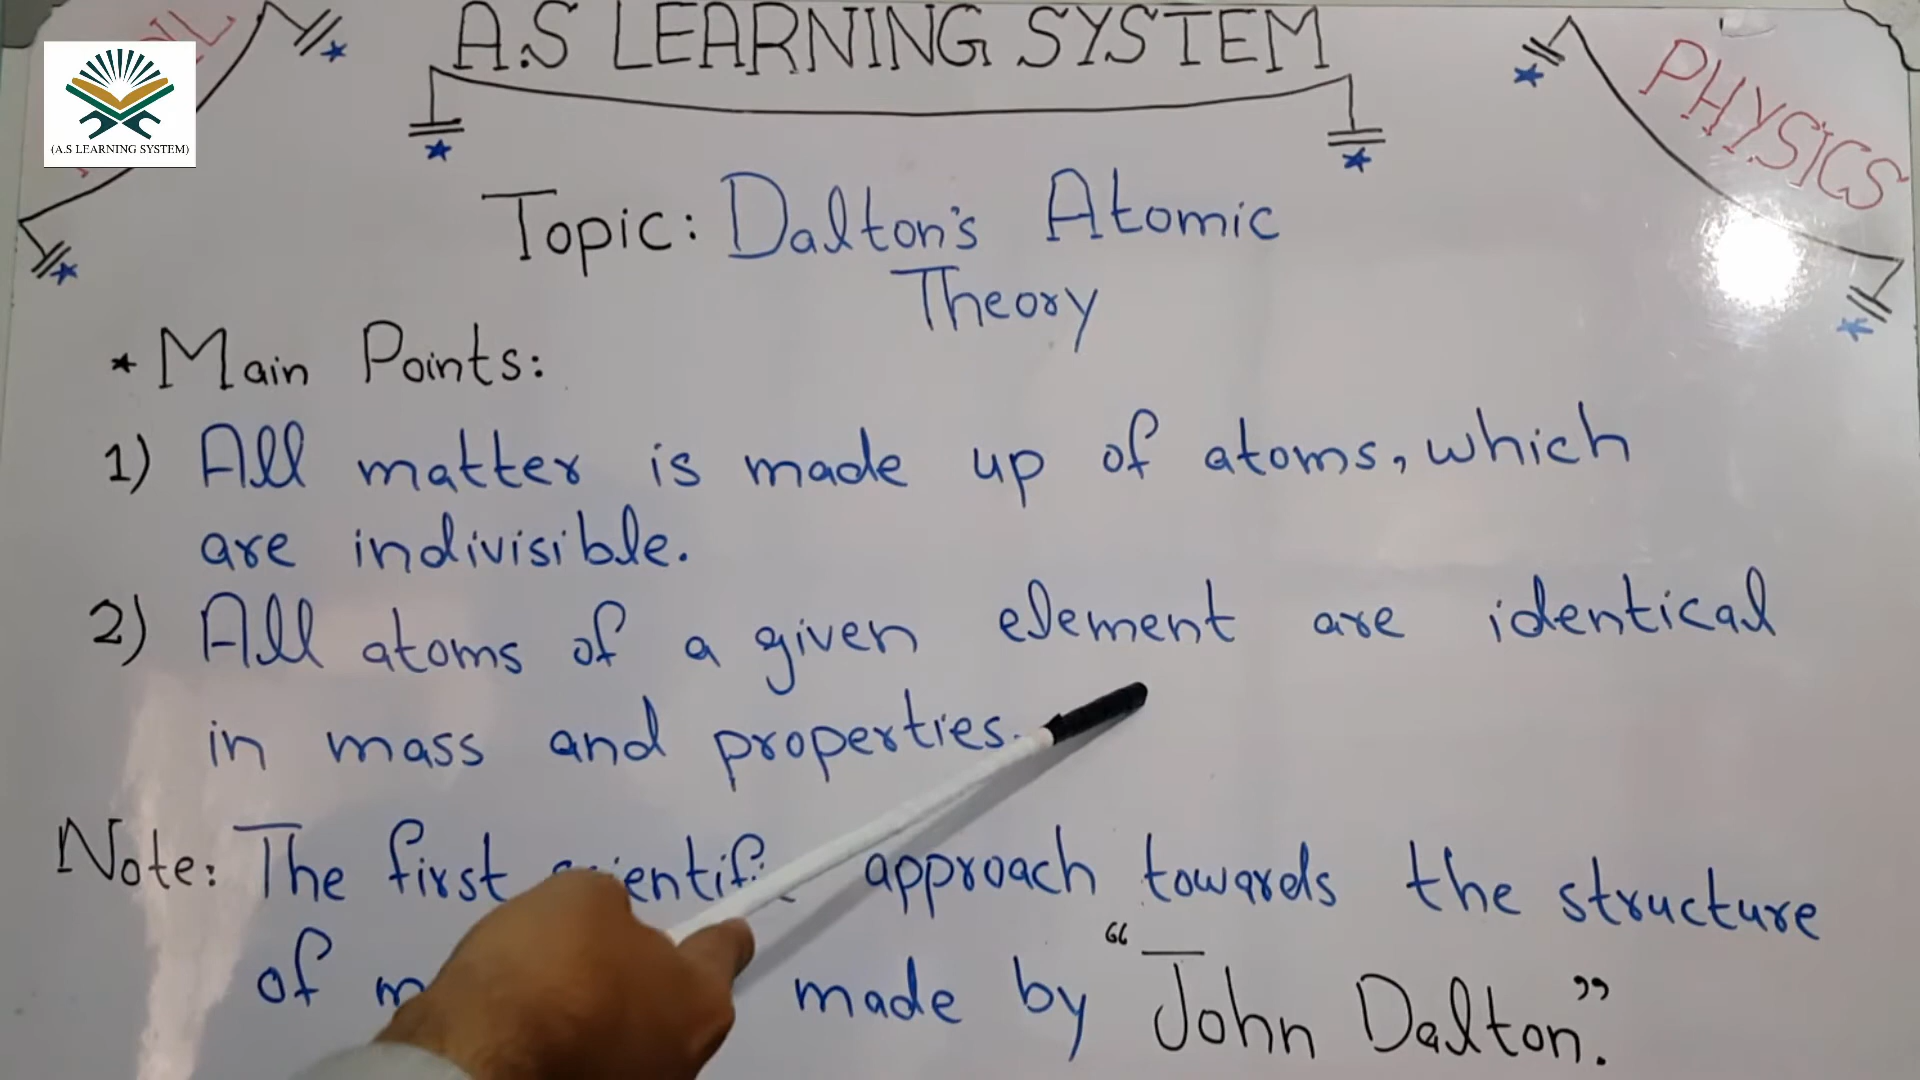 A.S LEARNING SYSTEM
PHYSICS
(A.S LEARNING SYSTEM)
Topic: Dalton's Atomic
Theory
* Main Points:
1) All matter is made up of atoms, which
are indivisible.
2) All atoms of a given element are identical
in mass and properties.
Note: The first approach towards the structure
of made by "John Dalton."